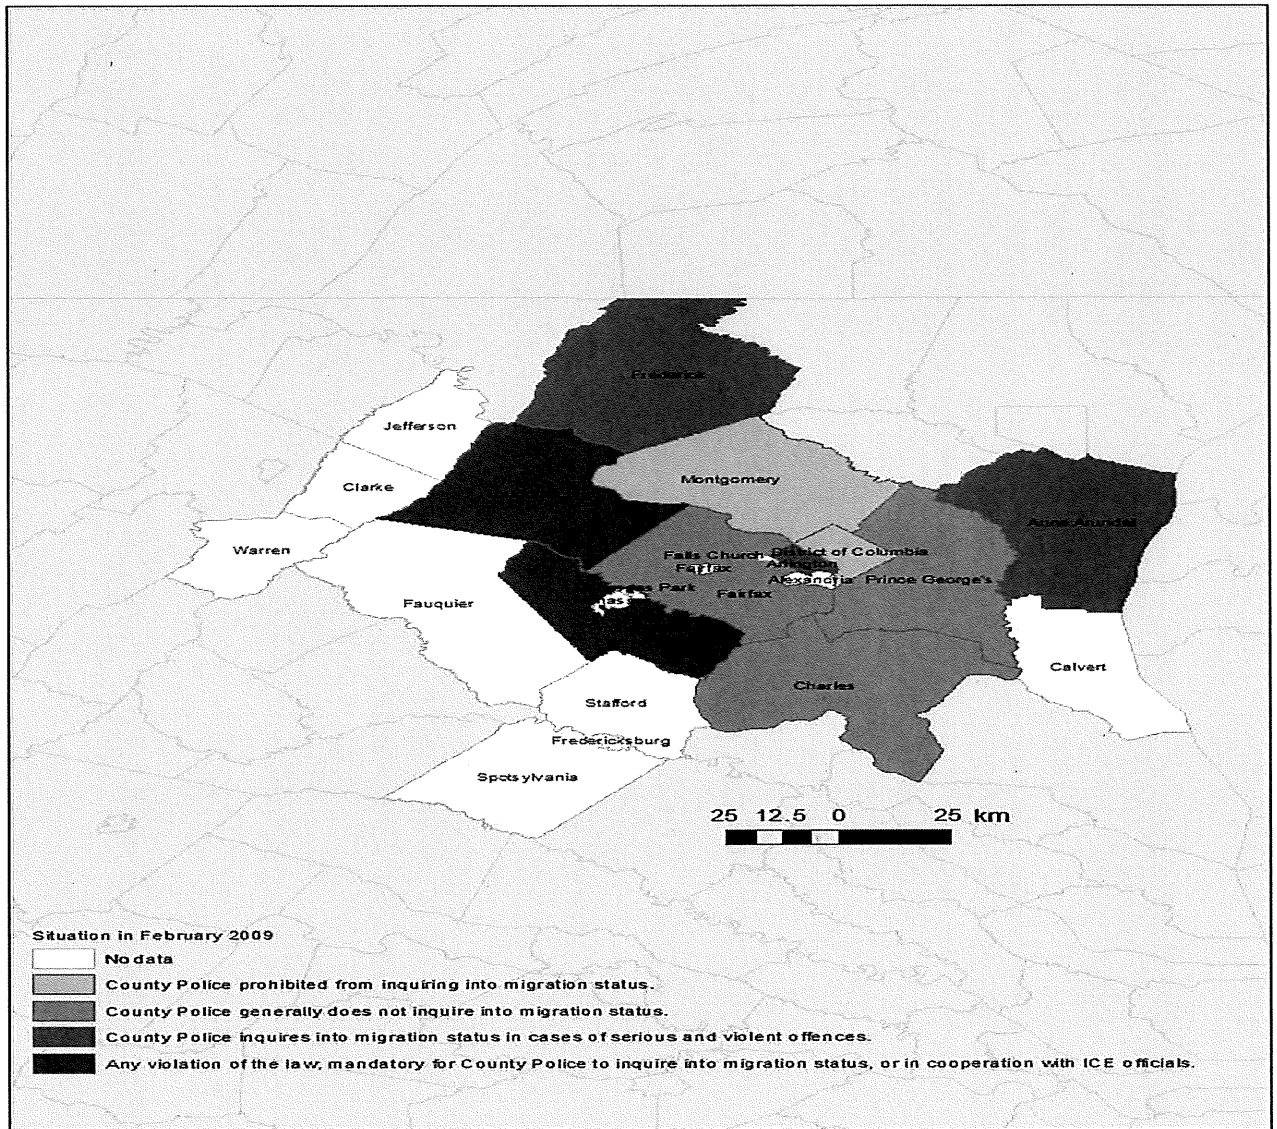 Frederick
Jefferson
Montgomery
Clarke
Anne Arundel
Warren
Falls Church
District of Columbia
Fairfax
Arlington
Alexandria
Prince George's
Park
Fairfax
Fauquier
Calvert
Charles
Stafford
Fredericksburg
Spotsylvania
25 12.5 0 25 km
Situation in February 2009
No data
County Police prohibited from inquiring into migration status.
County Police generally does not inquire into migration status.
County Police inquires into migration status in cases of serious and violent offences.
Any violation of the law, mandatory for County Police to inquire into migration status, or in cooperation with ICE officials.